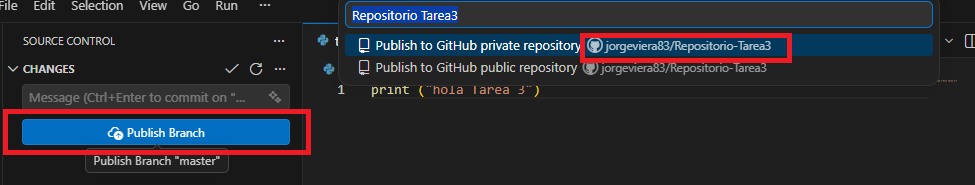 File Edit Selection View Go Run ···
Repositorio Tarea3
SOURCE CONTROL ···
Publish to GitHub private repository jorgeviera83/Repositorio-Tarea3
CHANGES ···
Publish to GitHub public repository jorgeviera83/Repositorio-Tarea3
Message (Ctrl+Enter to commit on "...
1 print ("hola Tarea 3")
Publish Branch
Publish Branch "master"